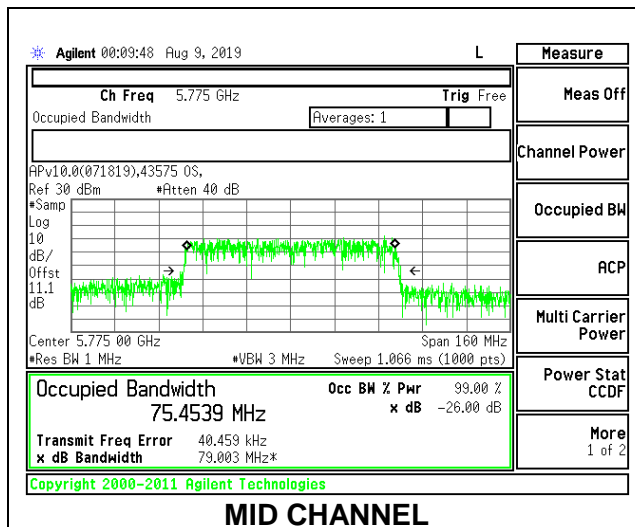 Agilent 00:09:48 Aug 9, 2019 L
Measure
Ch Freq 5.775 GHz Trig Free
Meas Off
Occupied Bandwidth Averages: 1
Channel Power
APv10.0(071819),43575 OS,
Ref 30 dBm #Atten 40 dB
#Samp
Log
10
dB/
Offst
11.1
dB
Occupied BW
ACP
Multi Carrier
Power
Center 5.775 00 GHz Span 160 MHz
#Res BW 1 MHz #VBW 3 MHz Sweep 1.066 ms (1000 pts)
Power Stat
CCDF
Occupied Bandwidth Occ BW % Pwr 99.00 %
75.4539 MHz x dB -26.00 dB
Transmit Freq Error 40.459 kHz
x dB Bandwidth 79.003 MHz*
More
1 of 2
Copyright 2000-2011 Agilent Technologies
MID CHANNEL